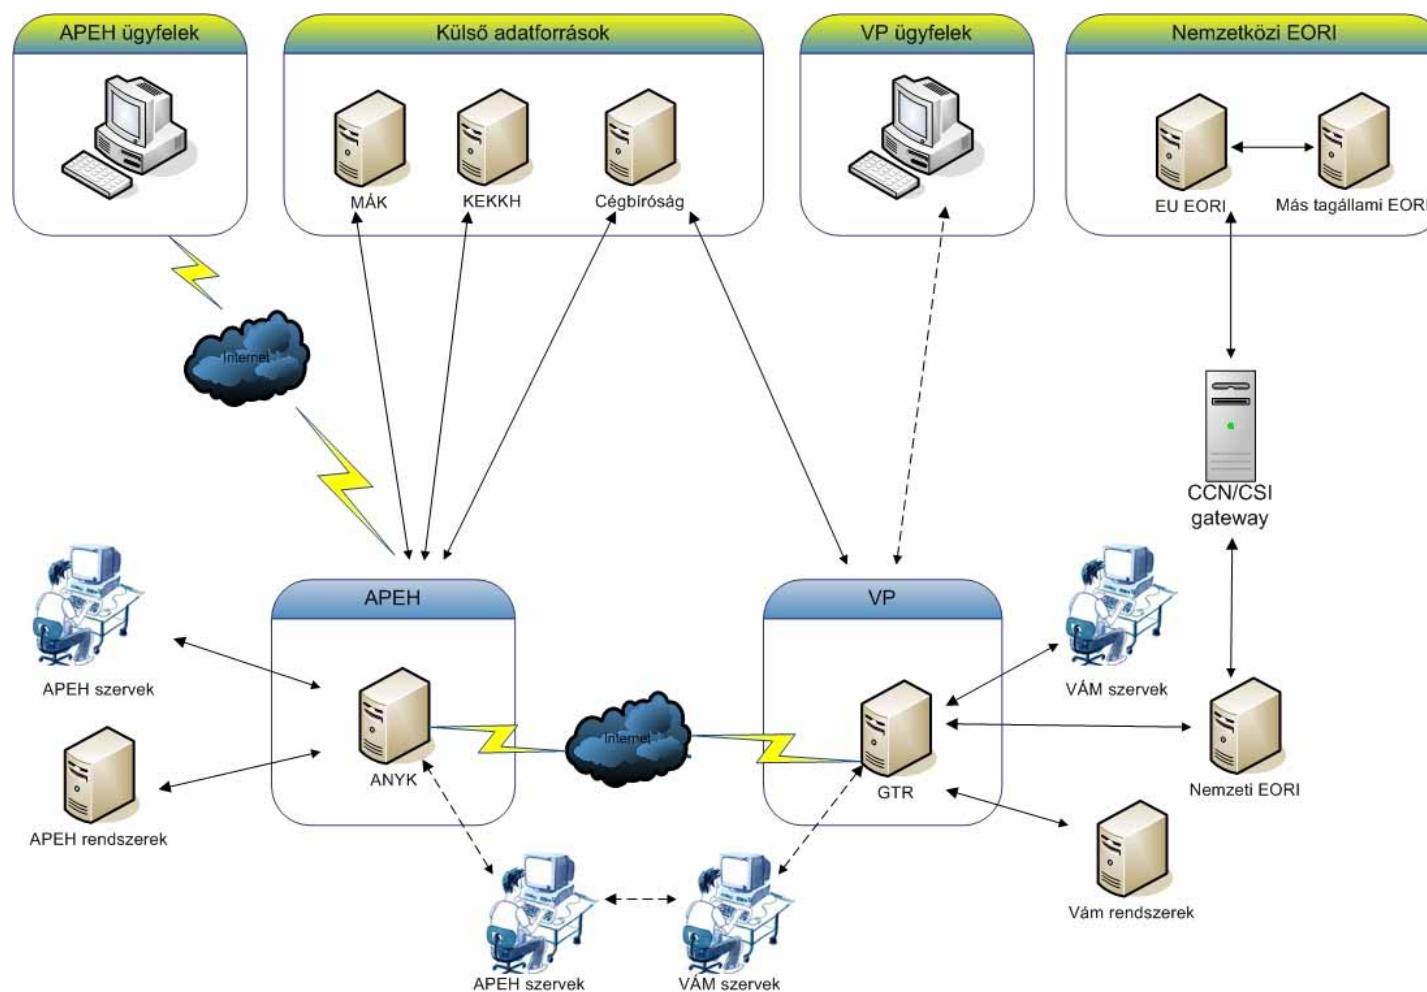 APEH ügyfelek
Külső adatforrások
VP ügyfelek
Nemzetközi EORI
MÁK
KEKKH
Cégbíróság
EU EORI
Más tagállami EORI
Internet
CCN/CSI
gateway
APEH
VP
APEH szervek
VÁM szervek
ANYK
Internet
GTR
Nemzeti EORI
APEH rendszerek
Vám rendszerek
APEH szervek
VÁM szervek